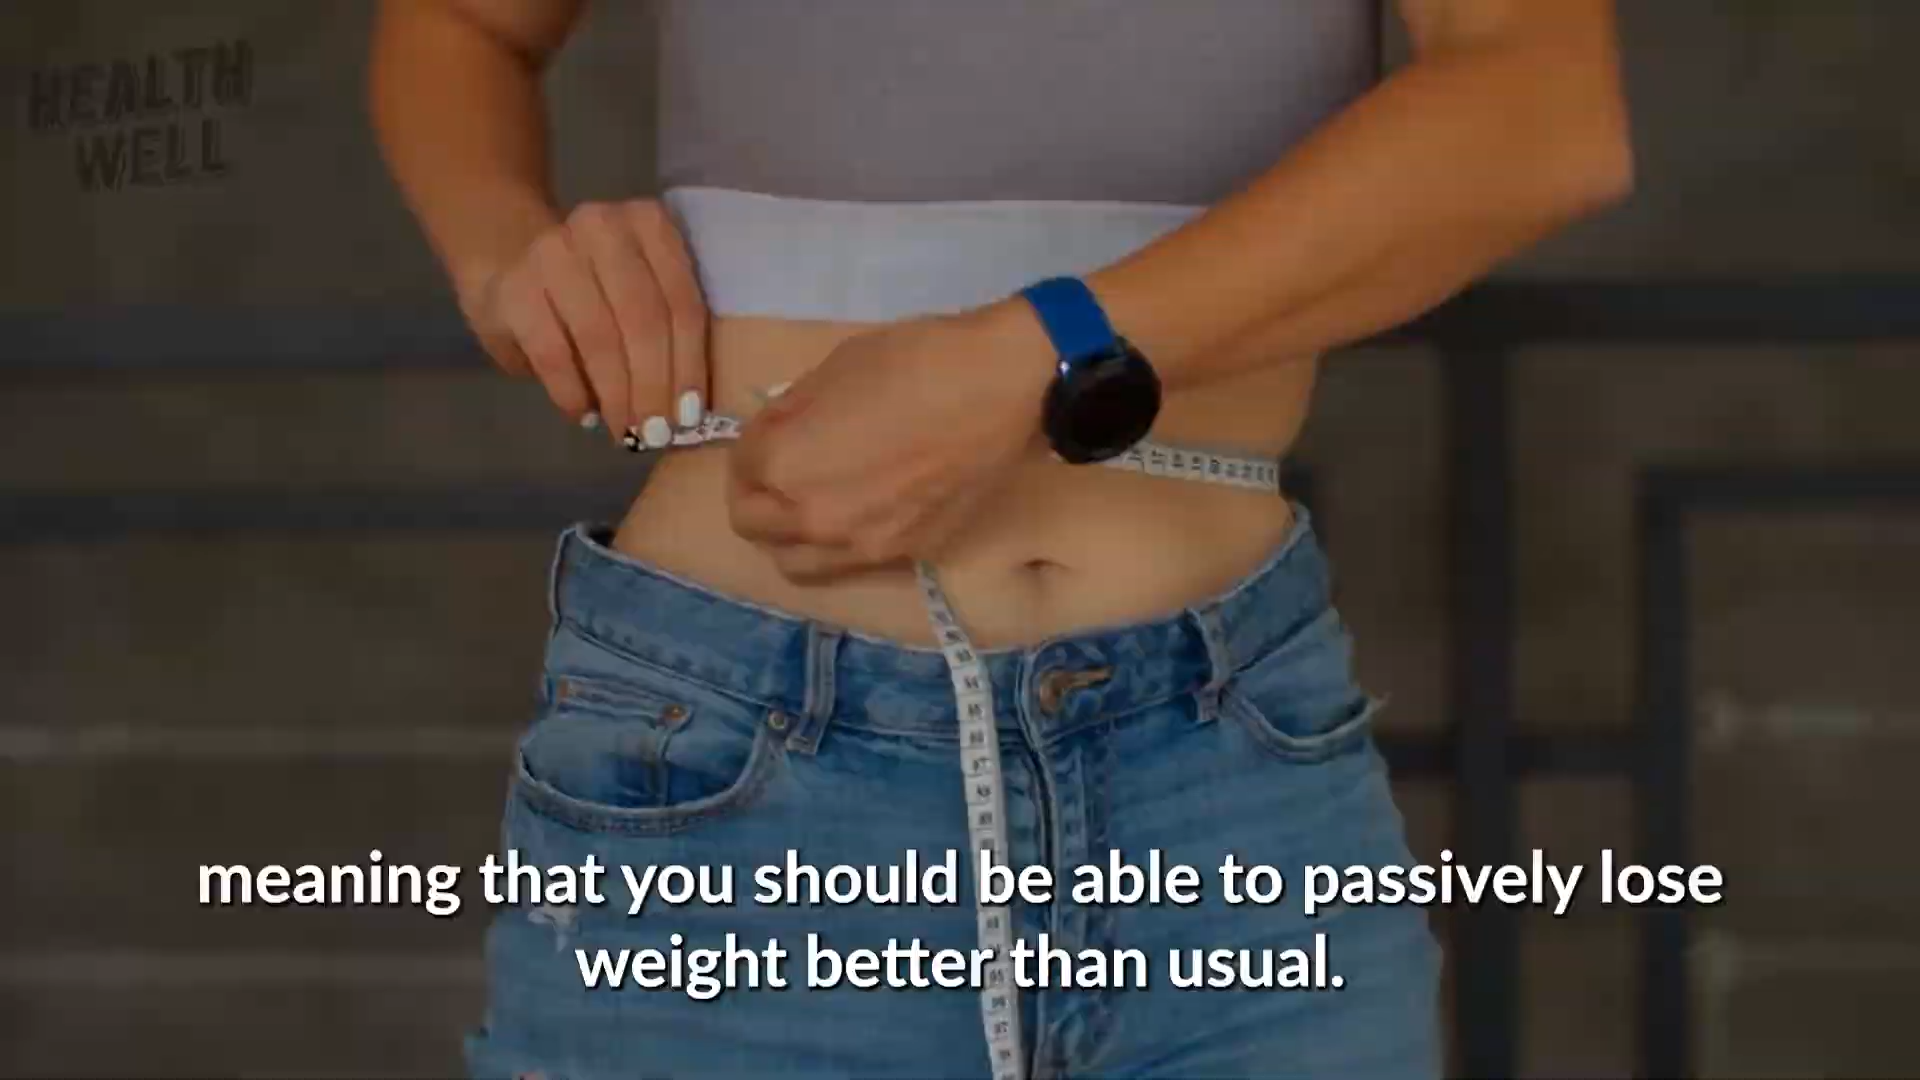 HEALTH
WELL
meaning that you should be able to passively lose
weight better than usual.